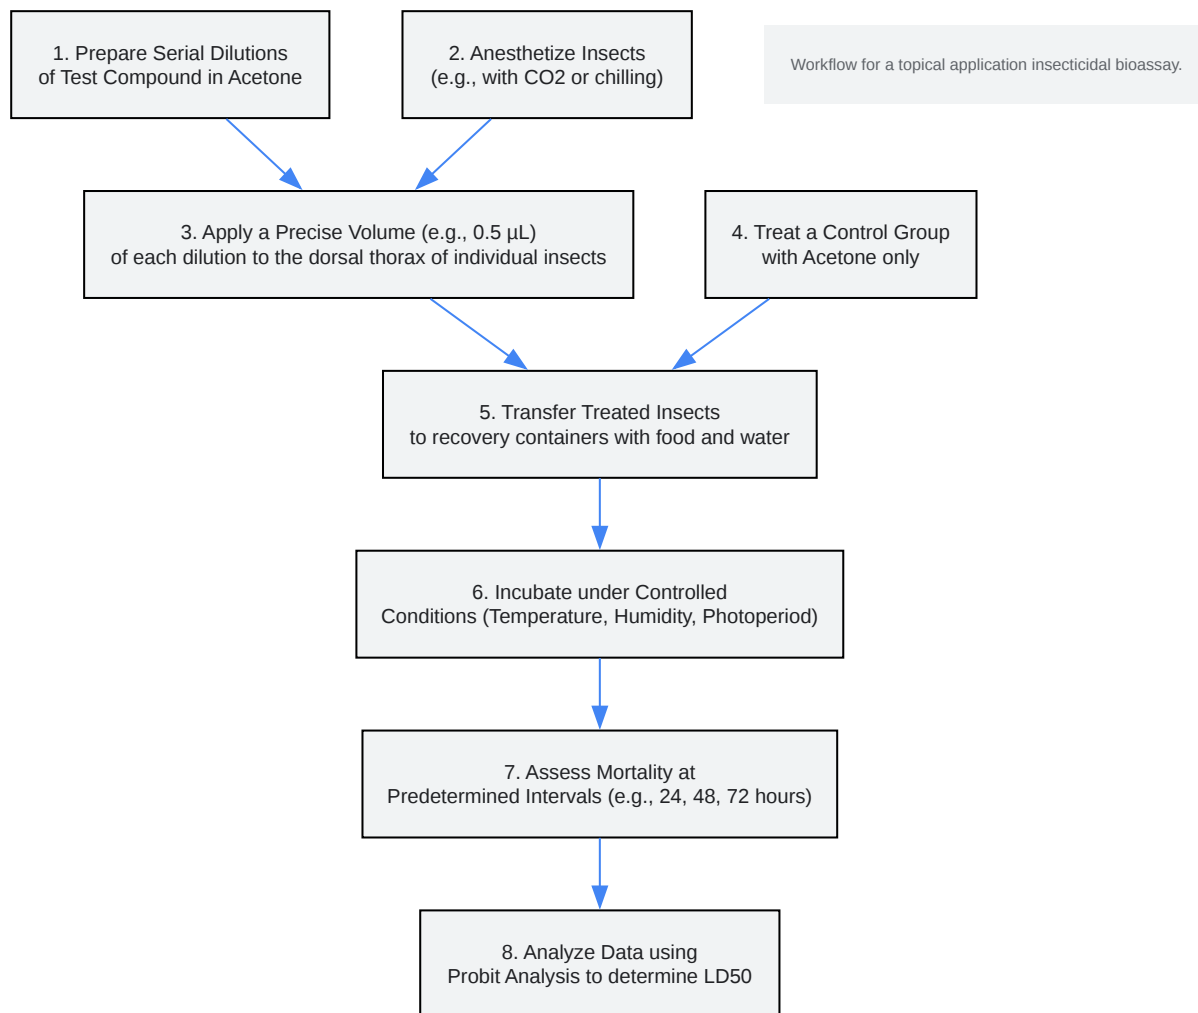 1. Prepare Serial Dilutions
of Test Compound in Acetone
2. Anesthetize Insects
(e.g., with CO2 or chilling)
Workflow for a topical application insecticidal bioassay.
3. Apply a Precise Volume (e.g., 0.5 µL)
of each dilution to the dorsal thorax of individual insects
4. Treat a Control Group
with Acetone only
5. Transfer Treated Insects
to recovery containers with food and water
6. Incubate under Controlled
Conditions (Temperature, Humidity, Photoperiod)
7. Assess Mortality at
Predetermined Intervals (e.g., 24, 48, 72 hours)
8. Analyze Data using
Probit Analysis to determine LD50